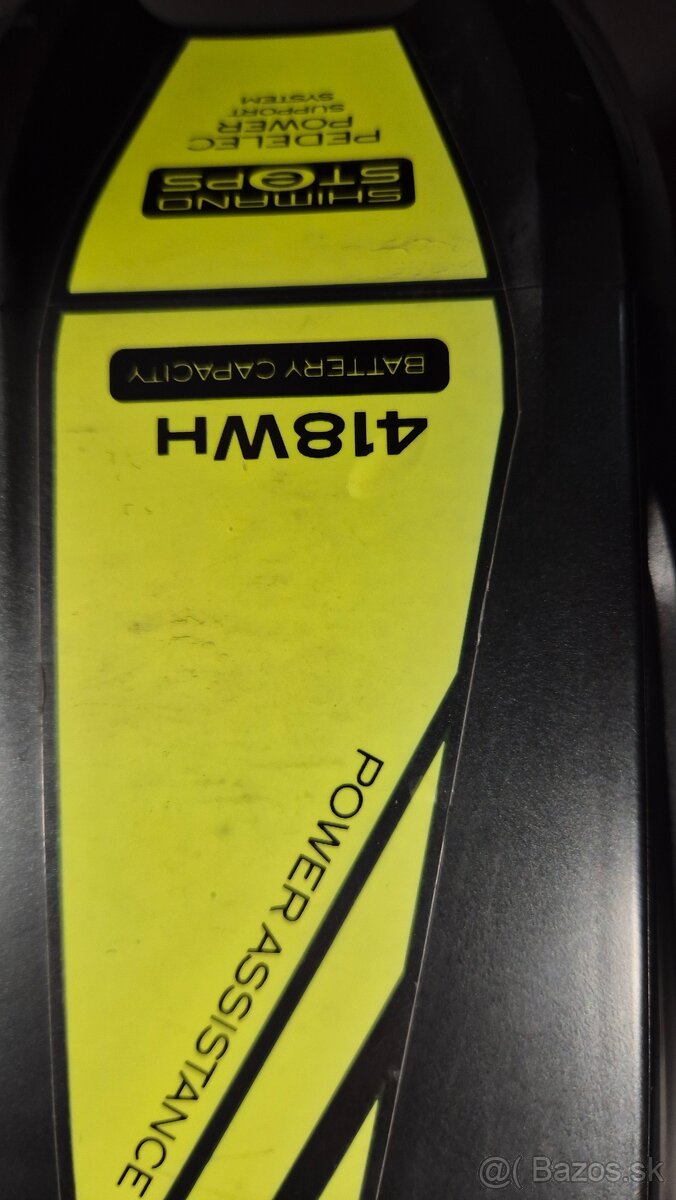 418WH
BATTERY CAPACITY
SHIMANO
STEPS
PEDELEC
POWER
SUPPORT
SYSTEM
POWER ASSISTANCE
@( Bazos.sk